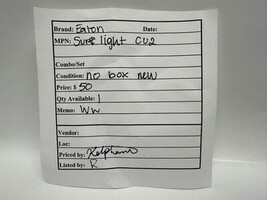 Brand: Eaton Date:
MPN: Sure light CU2
Combo/Set
Condition: no box new
Price: $ 50
Qty Available: 1
Memo: WW
Vendor:
Loc:
Priced by:
Listed by: R